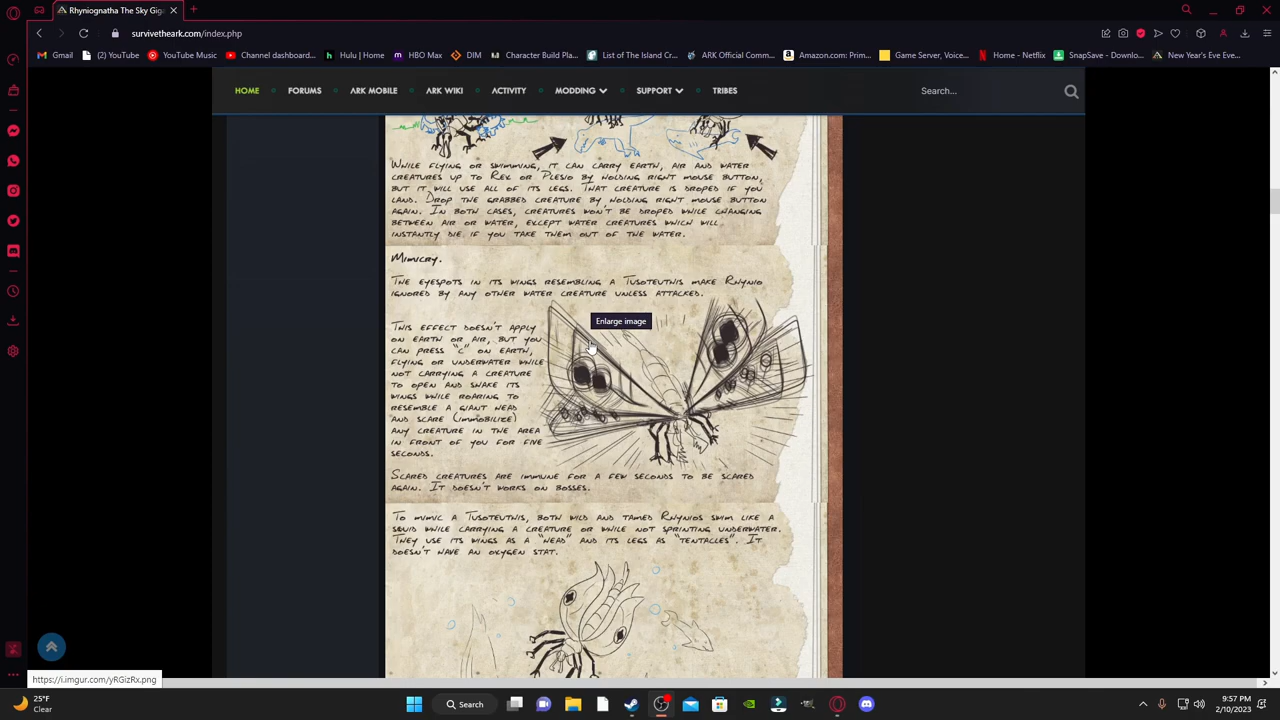 Rhyniognatha The Sky Gig
survivetheark.com/index.php
Gmail
(2) YouTube
YouTube Music
Channel dashboard...
Hulu | Home
HBO Max
DIM
Character Build Pla...
List of The Island Cr...
ARK Official Comm...
Amazon.com: Prim...
Game Server, Voice...
Home - Netflix
SnapSave - Downlo...
New Year's Eve Ted...
HOME
FORUMS
ARK MOBILE
ARK WIKI
ACTIVITY
MODDING
SUPPORT
TRIBES
Search...
While flying or swimming, it can carry earth, air and water
creatures up to Rex or Plesio by holding right mouse button,
but it will use all of its legs. That creature is droped if you
land. Drop the grabbed creature by holding right mouse button
again. In both cases, creatures won't be droped while changing
between air or water, except water creatures which will
instantly die if you take them out of the water.
Mimicry.
The eyespots in its wings resembling a Tusoteuthis make Rhynio
ignored by any other water creature unless attacked.
Enlarge image
This effect doesn't apply
on earth or air, but you
can press "c" on earth,
flying or underwater while
not carrying a creature
to open and shake its
wings while roaring to
resemble a giant head
and scare (immobilize)
any creature in the area
in front of you for five
seconds.
Scared creatures are immune for a few seconds to be scared
again. It doesn't works on bosses.
To mimic a Tusoteuthis, both wild and tamed Rhynios swim like a
squid while carrying a creature or while not sprinting underwater.
They use its wings as a "head" and its legs as "tentacles". It
doesn't have an oxygen stat.
https://i.imgur.com/yRGizRx.png
25°F
Clear
Search
9:57 PM
2/10/2023